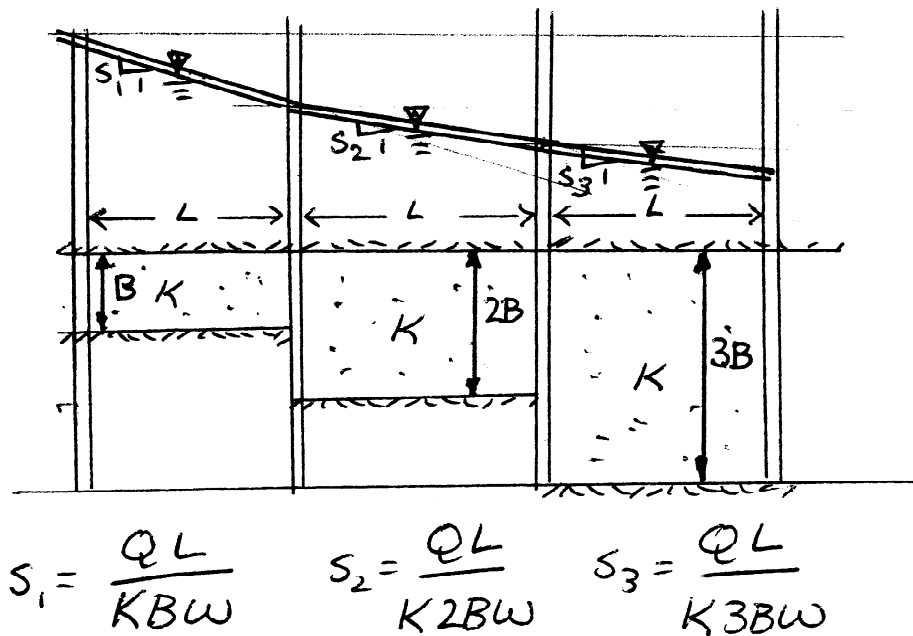 S₁ 1
S₂ 1
S₃ 1
L L L
B K
K 2B
K 3B
S₁ = QL / KBW S₂ = QL / K2BW S₃ = QL / K3BW